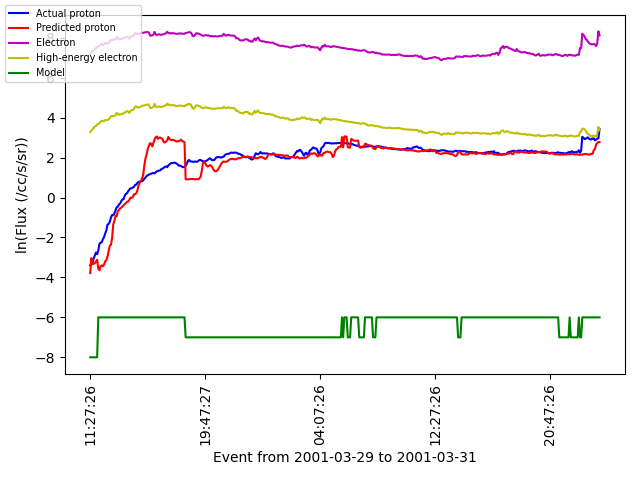 Actual proton
Predicted proton
Electron
High-energy electron
Model
8
6
4
2
0
−2
−4
−6
−8
ln(Flux (/cc/s/sr))
11:27:26
19:47:27
04:07:26
12:27:26
20:47:26
Event from 2001-03-29 to 2001-03-31